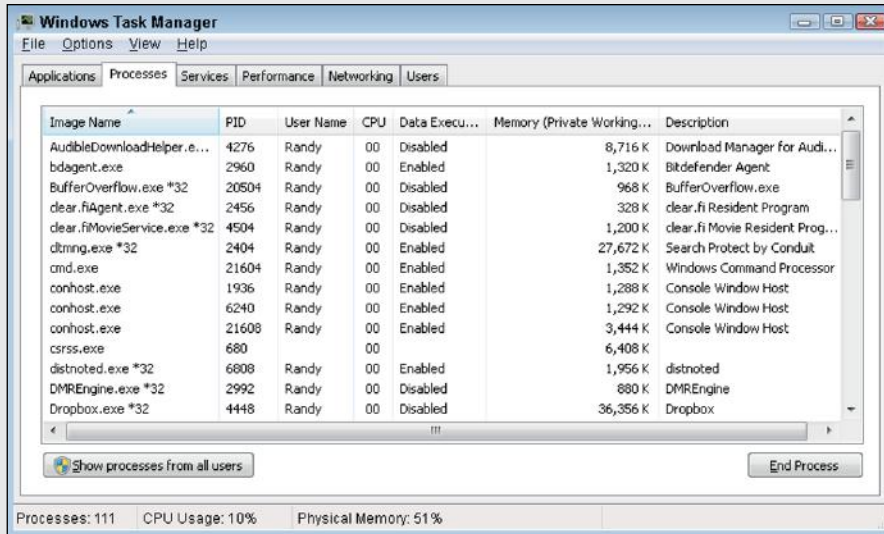 Windows Task Manager
File Options View Help
Applications Processes Services Performance Networking Users
Image Name PID User Name CPU Data Execu... Memory (Private Working... Description
AudibleDownloadHelper.e... 4276 Randy 00 Disabled 8,716 K Download Manager for Audi...
bdagent.exe 2960 Randy 00 Enabled 1,320 K Bitdefender Agent
BufferOverflow.exe *32 20504 Randy 00 Disabled 968 K BufferOverflow.exe
clear.fiAgent.exe *32 2456 Randy 00 Disabled 328 K clear.fi Resident Program
clear.fiMovieService.exe *32 4504 Randy 00 Disabled 1,200 K clear.fi Movie Resident Prog...
cltmng.exe *32 2404 Randy 00 Enabled 27,672 K Search Protect by Conduit
cmd.exe 21604 Randy 00 Enabled 1,352 K Windows Command Processor
conhost.exe 1936 Randy 00 Enabled 1,288 K Console Window Host
conhost.exe 6240 Randy 00 Enabled 1,292 K Console Window Host
conhost.exe 21608 Randy 00 Enabled 3,444 K Console Window Host
csrss.exe 680 00 6,408 K
distnoted.exe *32 6808 Randy 00 Enabled 1,956 K distnoted
DMREngine.exe *32 2992 Randy 00 Disabled 880 K DMREngine
Dropbox.exe *32 4448 Randy 00 Disabled 36,356 K Dropbox
Show processes from all users End Process
Processes: 111 CPU Usage: 10% Physical Memory: 51%